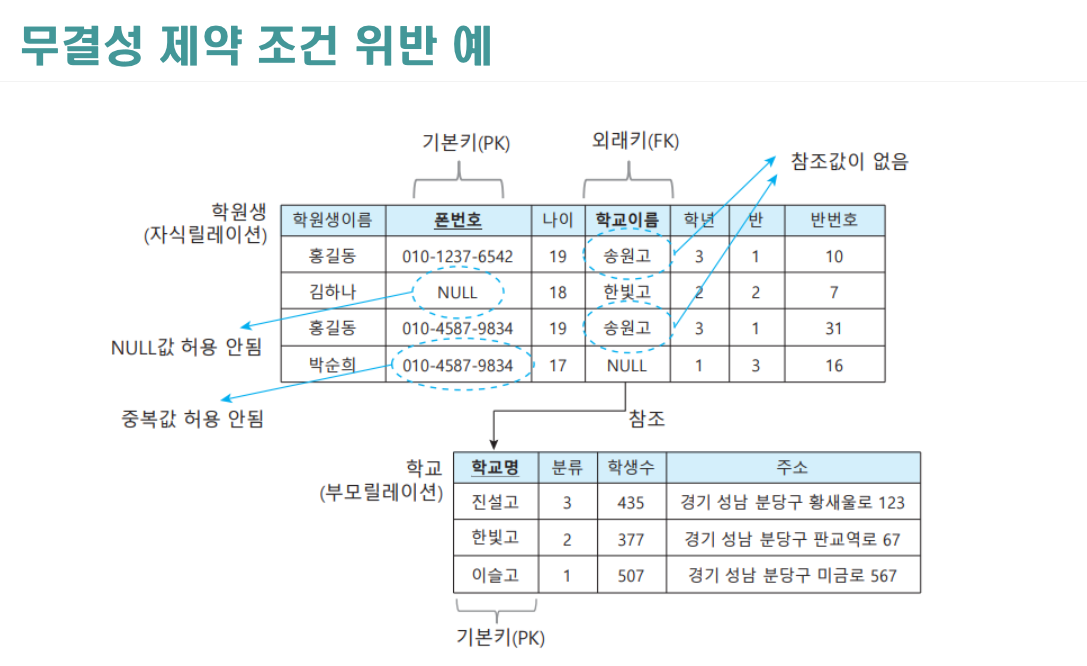 무결성 제약 조건 위반 예
기본키(PK) 외래키(FK) 참조값이 없음
학원생
(자식릴레이션)
학원생이름 폰번호 나이 학교이름 학년 반 반번호
홍길동 010-1237-6542 19 송원고 3 1 10
김하나 NULL 18 한빛고 2 2 7
홍길동 010-4587-9834 19 송원고 3 1 31
박순희 010-4587-9834 17 NULL 1 3 16
NULL값 허용 안됨
중복값 허용 안됨
참조
학교
(부모릴레이션)
학교명 분류 학생수 주소
진설고 3 435 경기 성남 분당구 황새울로 123
한빛고 2 377 경기 성남 분당구 판교역로 67
이슬고 1 507 경기 성남 분당구 미금로 567
기본키(PK)